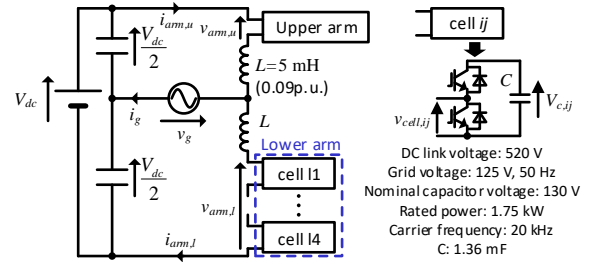 i_arm,u
v_arm,u
Upper arm
V_dc
2
L=5 mH
(0.09p.u.)
V_dc
i_g
v_g
L
Lower arm
V_dc
2
v_arm,l
cell l1
cell l4
i_arm,l
cell ij
C
V_c,ij
v_cell,ij
DC link voltage: 520 V
Grid voltage: 125 V, 50 Hz
Nominal capacitor voltage: 130 V
Rated power: 1.75 kW
Carrier frequency: 20 kHz
C: 1.36 mF